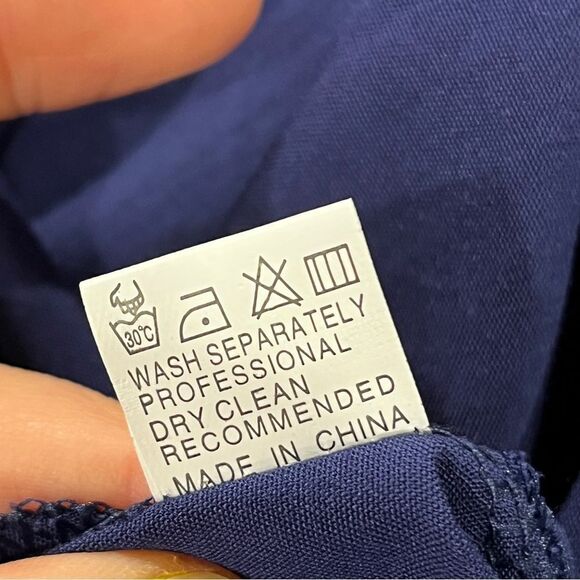 30°C
WASH SEPARATELY
PROFESSIONAL
DRY CLEAN
RECOMMENDED
MADE IN CHINA